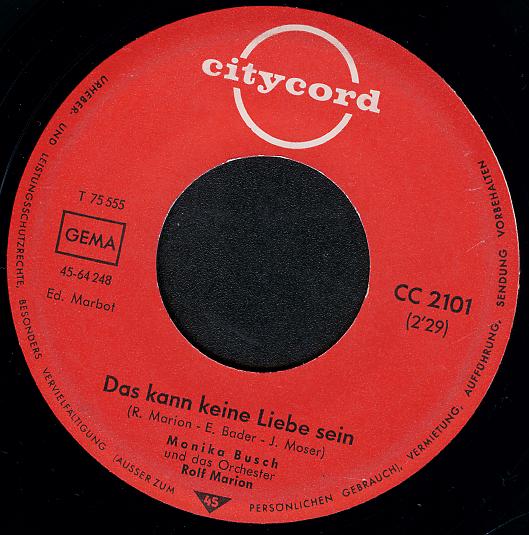 citycord
T 75 555
GEMA
45-64 248
Ed. Marbot
CC 2101
(2'29)
Das kann keine Liebe sein
(R. Marion - E. Bader - J. Moser)
Monika Busch
und das Orchester
Rolf Marion
URHEBER- UND LEISTUNGSSCHUTZRECHTE, BESONDERS VERVIELFÄLTIGUNG (AUSSER ZUM PERSÖNLICHEN GEBRAUCH), VERMIETUNG, AUFFÜHRUNG, SENDUNG VORBEHALTEN
45